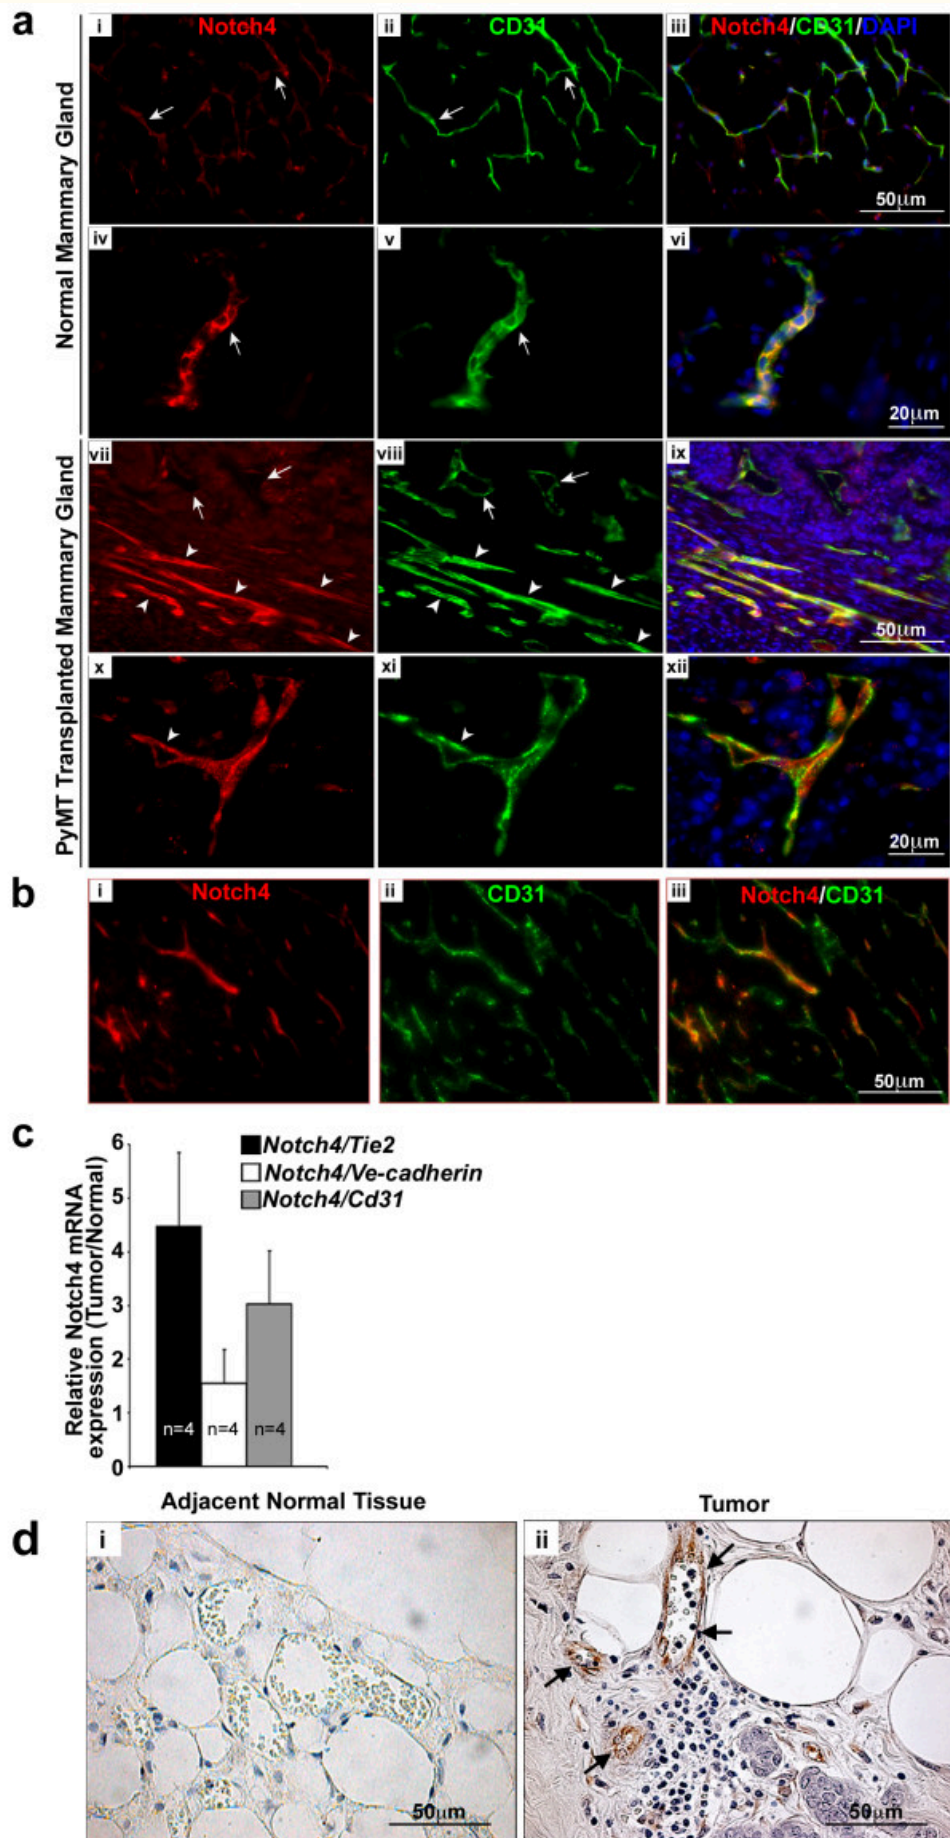 a
Normal Mammary Gland
i
Notch4
ii
CD31
iii
Notch4/CD31/DAPI
50μm
iv
v
vi
20μm
PyMT Transplanted Mammary Gland
vii
viii
ix
50μm
x
xi
xii
20μm
b
i
Notch4
ii
CD31
iii
Notch4/CD31
50μm
c
Relative Notch4 mRNA
expression (Tumor/Normal)
6
5
4
3
2
1
0
Notch4/Tie2
Notch4/Ve-cadherin
Notch4/Cd31
n=4
n=4
n=4
d
Adjacent Normal Tissue
i
50μm
Tumor
ii
50μm